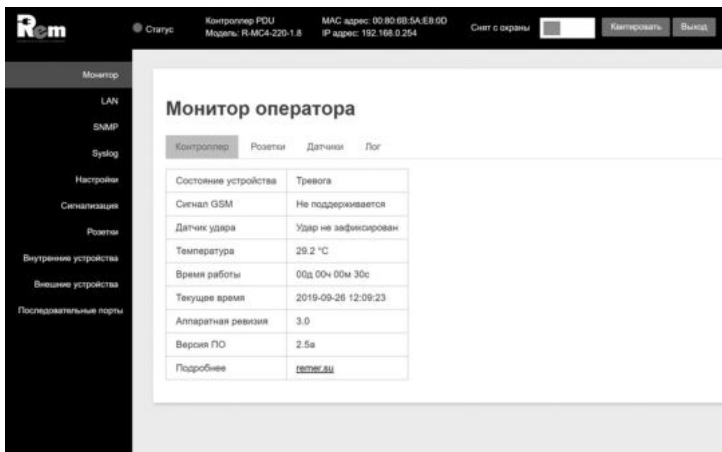 Rem
Статус
Контроллер PDU
Модель: R-MC4-220-1.8
MAC адрес: 00:80:6B:5A:E8:0D
IP адрес: 192.168.0.254
Снят с охраны
Квитировать
Выход
Монитор
LAN
SNMP
Syslog
Настройки
Сигнализация
Розетки
Внутренние устройства
Внешние устройства
Последовательные порты
Монитор оператора
Контроллер Розетки Датчики Лог
Состояние устройства Тревога
Сигнал GSM Не поддерживается
Датчик удара Удар не зафиксирован
Температура 29.2 °C
Время работы 00д 00ч 00м 30с
Текущее время 2019-09-26 12:09:23
Аппаратная ревизия 3.0
Версия ПО 2.5a
Подробнее remer.su